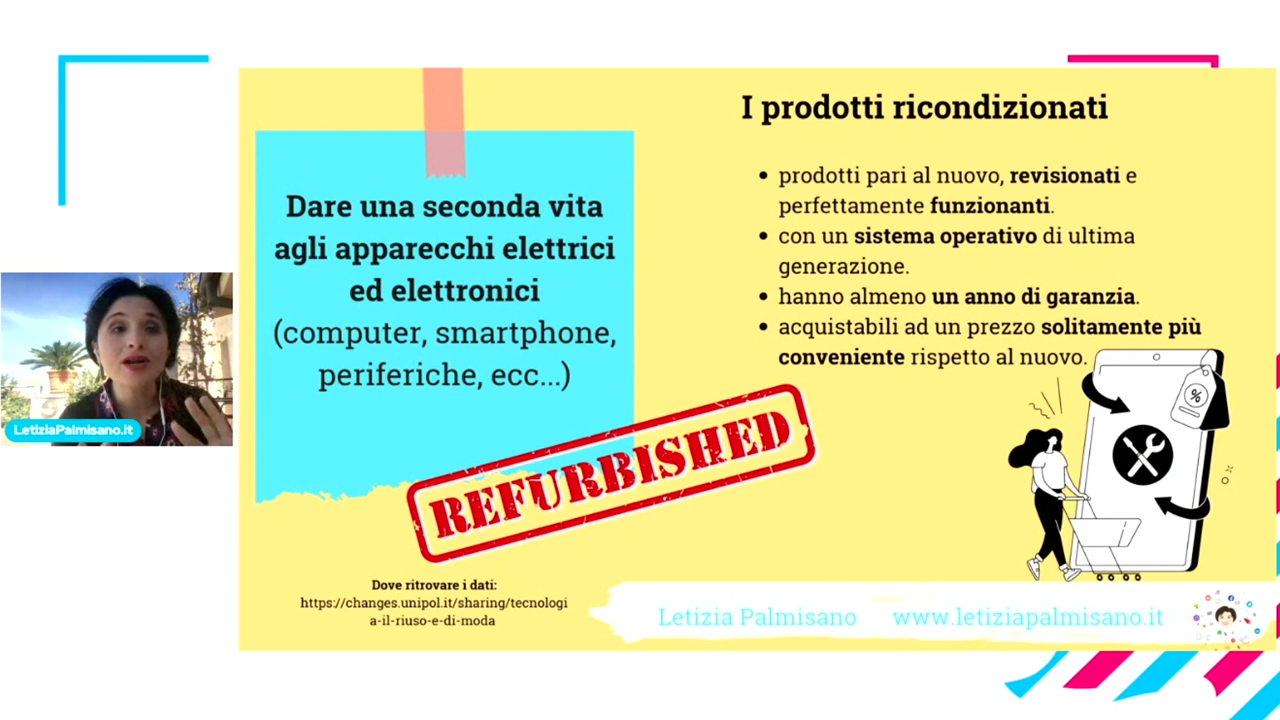 I prodotti ricondizionati
Dare una seconda vita
agli apparecchi elettrici
ed elettronici
(computer, smartphone,
periferiche, ecc...)
prodotti pari al nuovo, revisionati e
perfettamente funzionanti.
con un sistema operativo di ultima
generazione.
hanno almeno un anno di garanzia.
acquistabili ad un prezzo solitamente più
conveniente rispetto al nuovo.
%
REFURBISHED
LetiziaPalmisano.it
Dove ritrovare i dati:
https://changes.unipol.it/sharing/tecnologi
a-il-riuso-e-di-moda
Letizia Palmisano www.letiziapalmisano.it